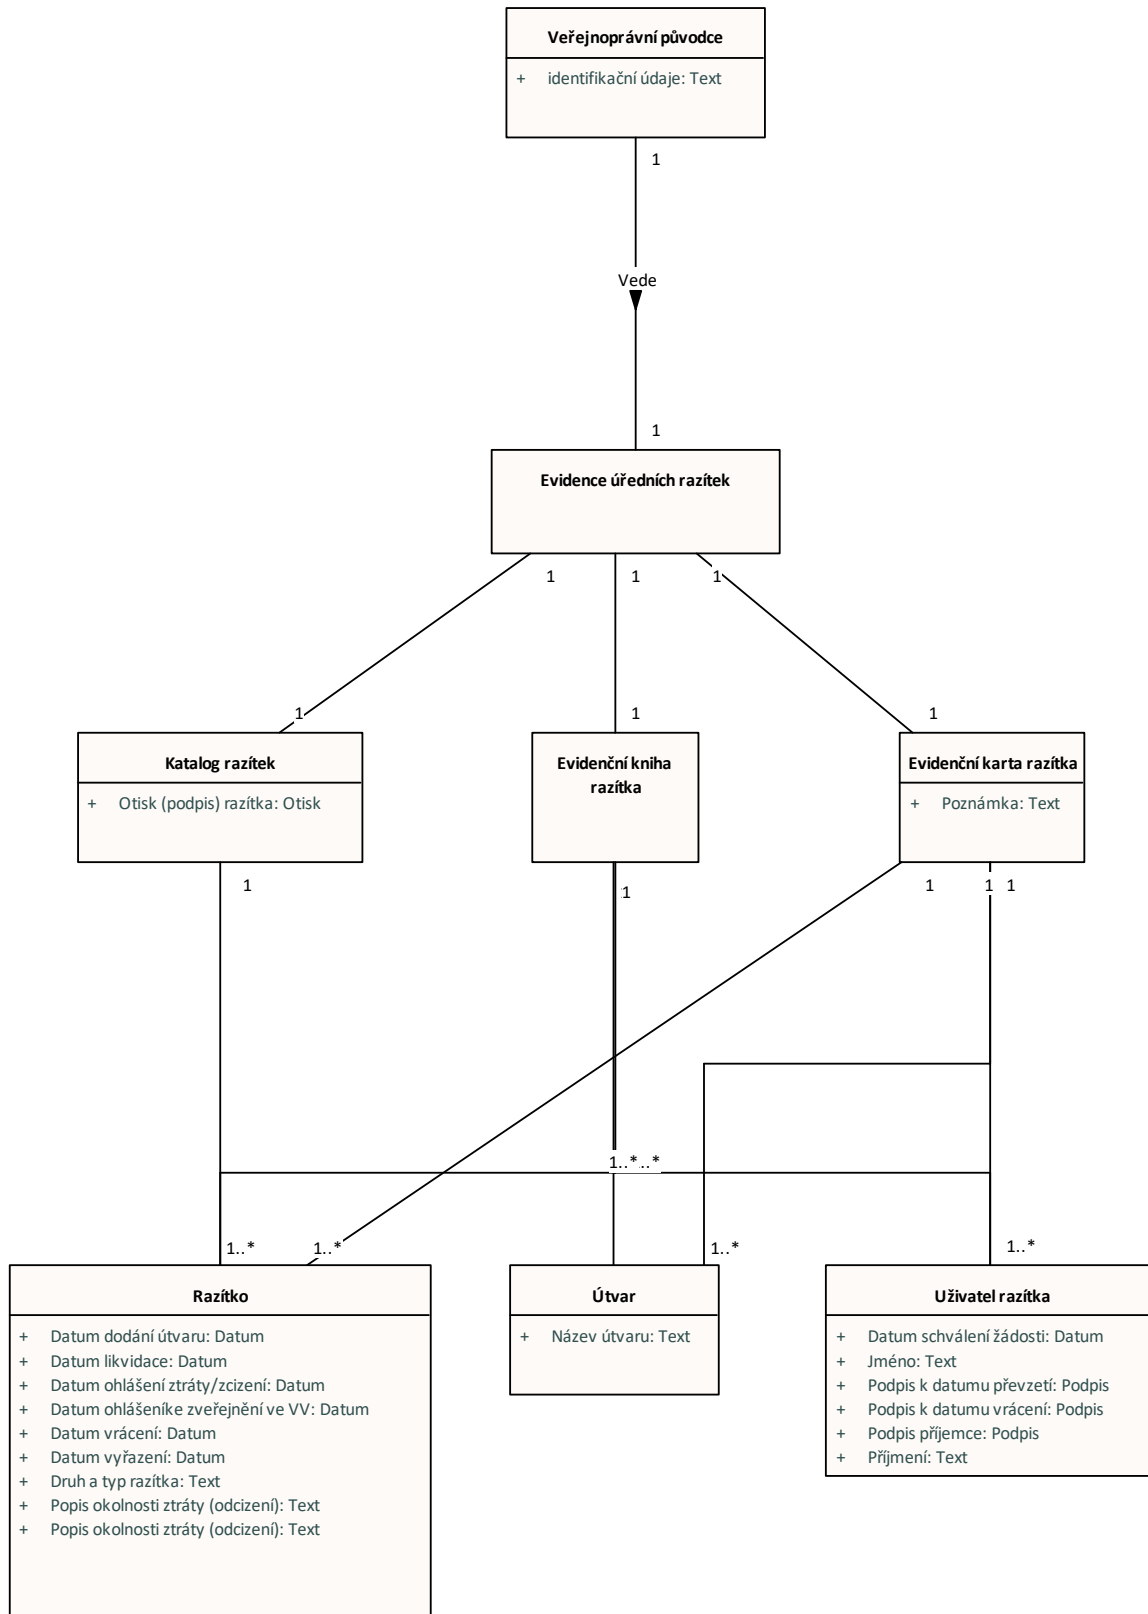 Veřejnoprávní původce
+ identifikační údaje: Text
1
Vede
1
Evidence úředních razítek
1 1 1
1 1 1
Katalog razítek
+ Otisk (podpis) razítka: Otisk
Evidenční kniha
razítka
Evidenční karta razítka
+ Poznámka: Text
1 1 1 1 1
1..* ..*
1..* 1..* 1..* 1..*
Razítko
+ Datum dodání útvaru: Datum
+ Datum likvidace: Datum
+ Datum ohlášení ztráty/zcizení: Datum
+ Datum ohlášeníke zveřejnění ve VV: Datum
+ Datum vrácení: Datum
+ Datum vyřazení: Datum
+ Druh a typ razítka: Text
+ Popis okolnosti ztráty (odcizení): Text
+ Popis okolnosti ztráty (odcizení): Text
Útvar
+ Název útvaru: Text
Uživatel razítka
+ Datum schválení žádosti: Datum
+ Jméno: Text
+ Podpis k datumu převzetí: Podpis
+ Podpis k datumu vrácení: Podpis
+ Podpis příjemce: Podpis
+ Příjmení: Text